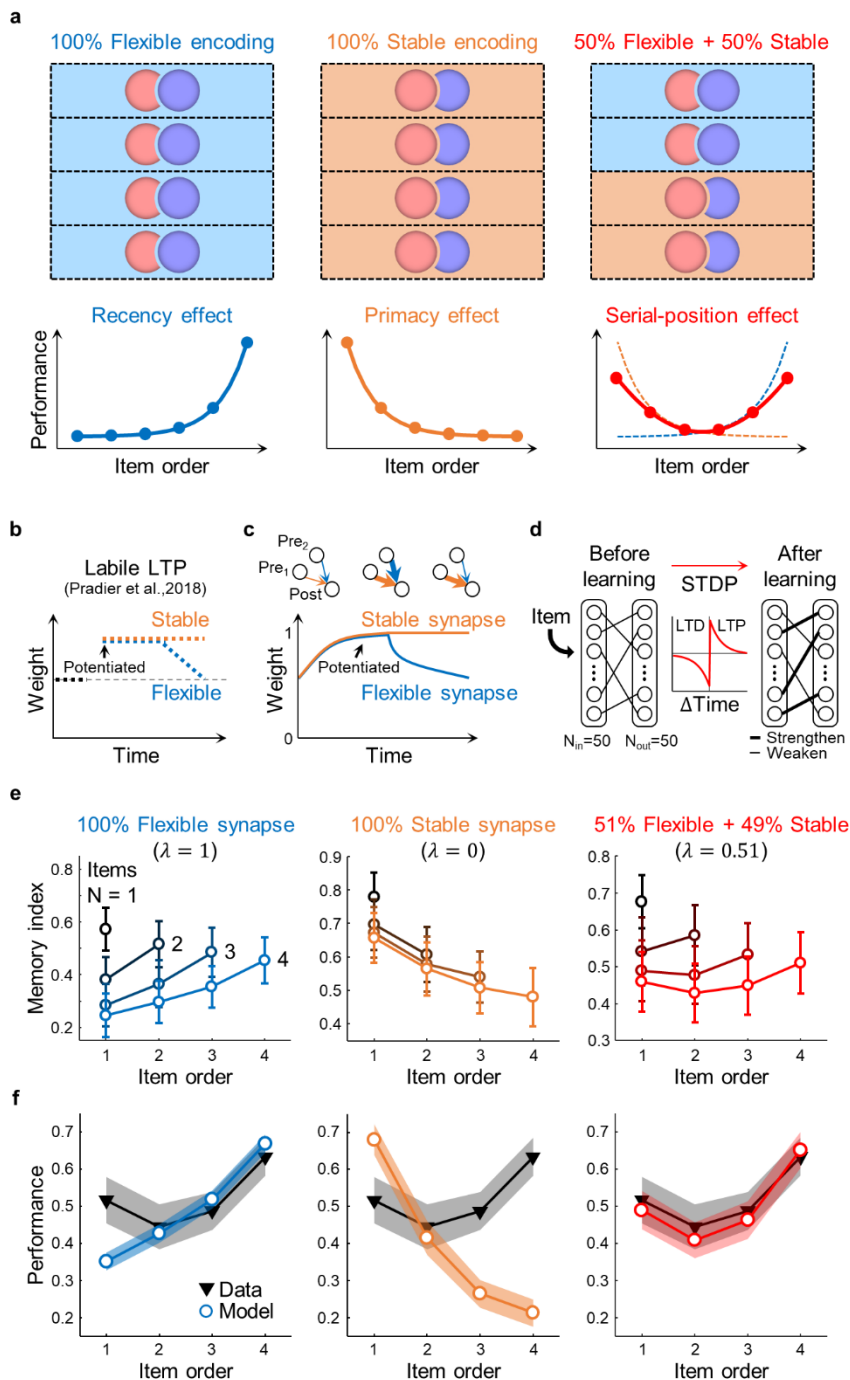 a
100% Flexible encoding
100% Stable encoding
50% Flexible + 50% Stable
Recency effect
Primacy effect
Serial-position effect
Performance
Item order
Item order
Item order
b
Labile LTP
(Pradier et al.,2018)
Stable
Potentiated
Flexible
Weight
Time
c
Pre2
Pre1
Post
Stable synapse
1
Potentiated
Flexible synapse
0
Weight
Time
d
Before learning
STDP
After learning
Item
LTD
LTP
ΔTime
Nin=50
Nout=50
Strengthen
Weaken
e
100% Flexible synapse
(λ = 1)
100% Stable synapse
(λ = 0)
51% Flexible + 49% Stable
(λ = 0.51)
Items
N = 1
2
3
4
Memory index
0.8
0.6
0.4
0.2
1 2 3 4
Item order
0.9
0.8
0.7
0.6
0.5
0.4
1 2 3 4
Item order
0.8
0.7
0.6
0.5
0.4
0.3
1 2 3 4
Item order
f
Performance
0.7
0.6
0.5
0.4
0.3
0.2
Data
Model
1 2 3 4
Item order
0.7
0.6
0.5
0.4
0.3
0.2
1 2 3 4
Item order
0.7
0.6
0.5
0.4
0.3
0.2
1 2 3 4
Item order